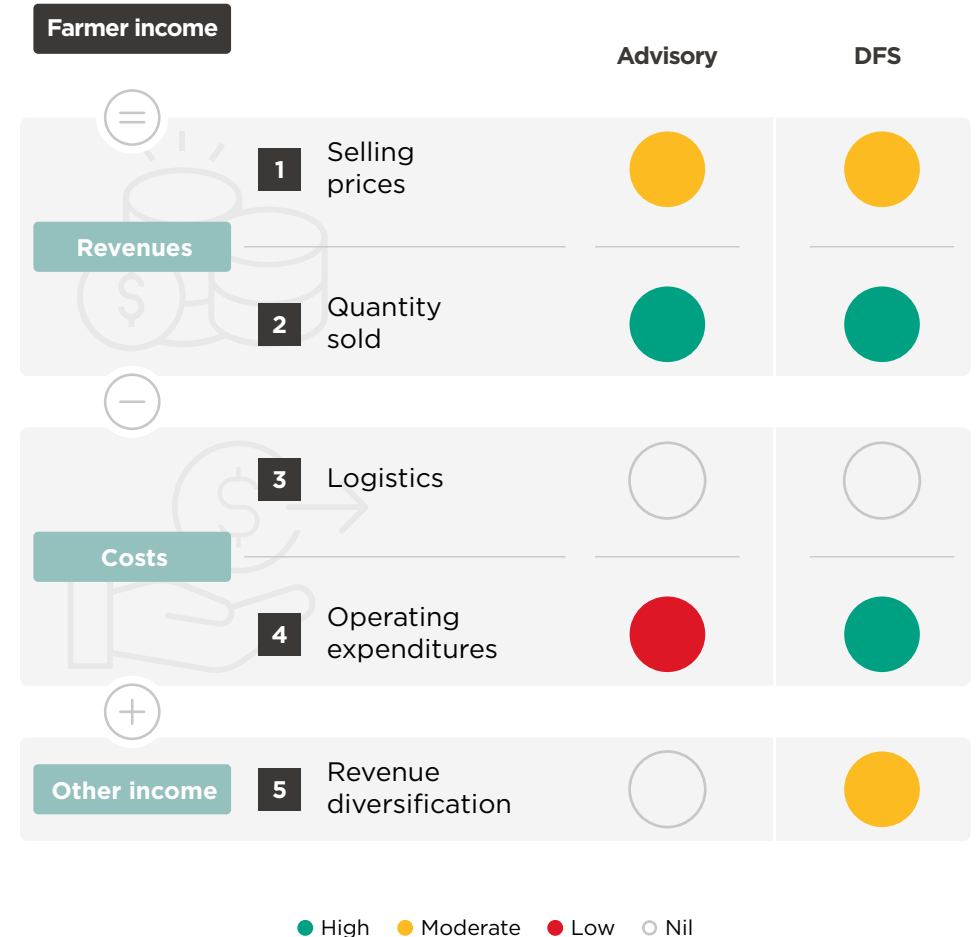 Farmer income
Advisory
DFS
1
Selling
prices
Revenues
2
Quantity
sold
3
Logistics
Costs
4
Operating
expenditures
Other income
5
Revenue
diversification
High
Moderate
Low
Nil